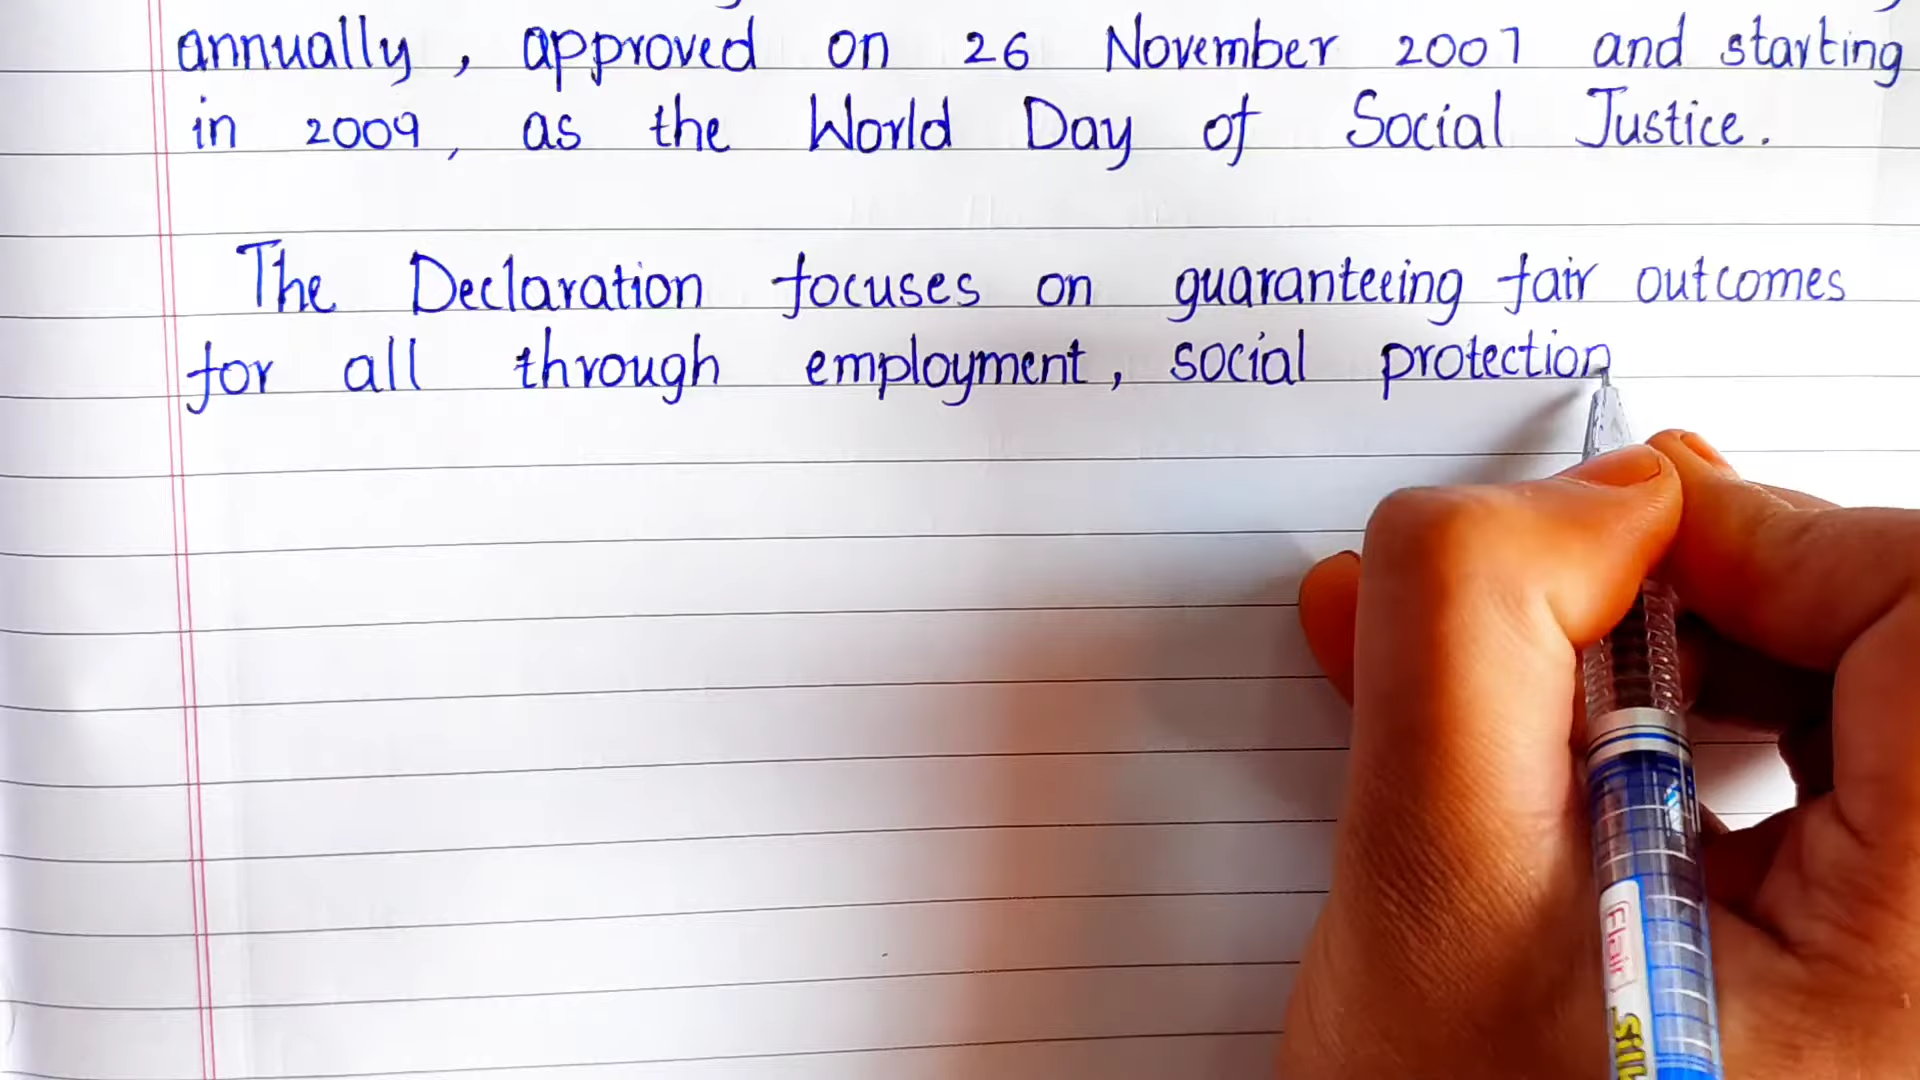 annually, approved on 26 November 2007 and starting
in 2009, as the World Day of Social Justice.
The Declaration focuses on guaranteeing fair outcomes
for all through employment, social protection
Flair